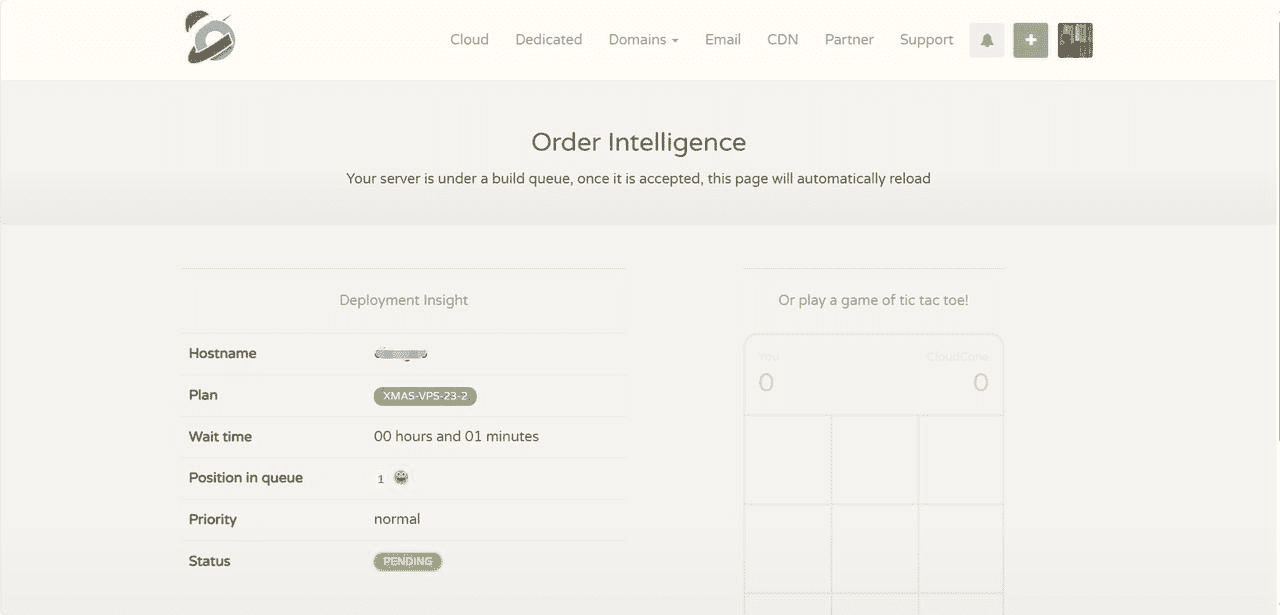 Cloud Dedicated Domains Email CDN Partner Support
Order Intelligence
Your server is under a build queue, once it is accepted, this page will automatically reload
Deployment Insight
Hostname
Plan XMAS-VPS-23-2
Wait time 00 hours and 01 minutes
Position in queue 1
Priority normal
Status PENDING
Or play a game of tic tac toe!
You CloudCone
0 0